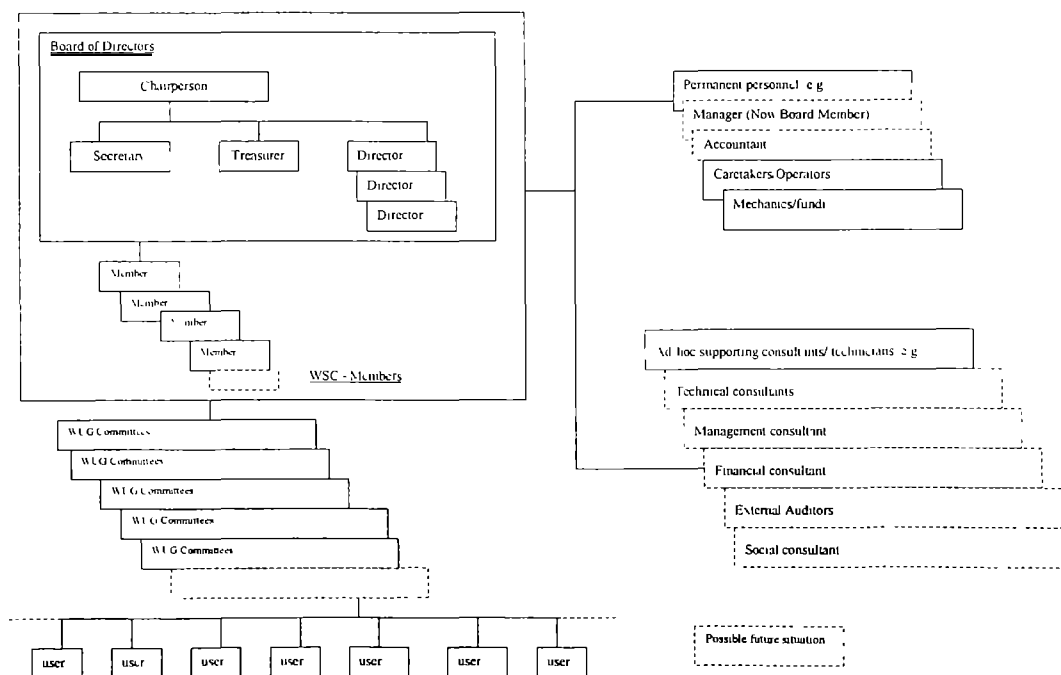 Board of Directors
Chairperson
Secretary
Treasurer
Director
Director
Director
Member
Member
Member
Member
WSC - Members
WUG Committees
WUG Committees
WUG Committees
WUG Committees
WUG Committees
user
user
user
user
user
user
user
Permanent personnel e g
Manager (Now Board Member)
Accountant
Caretakers/Operators
Mechanics/fundi
Ad-hoc supporting consultants/ technicians e g
Technical consultants
Management consultant
Financial consultant
External Auditors
Social consultant
Possible future situation